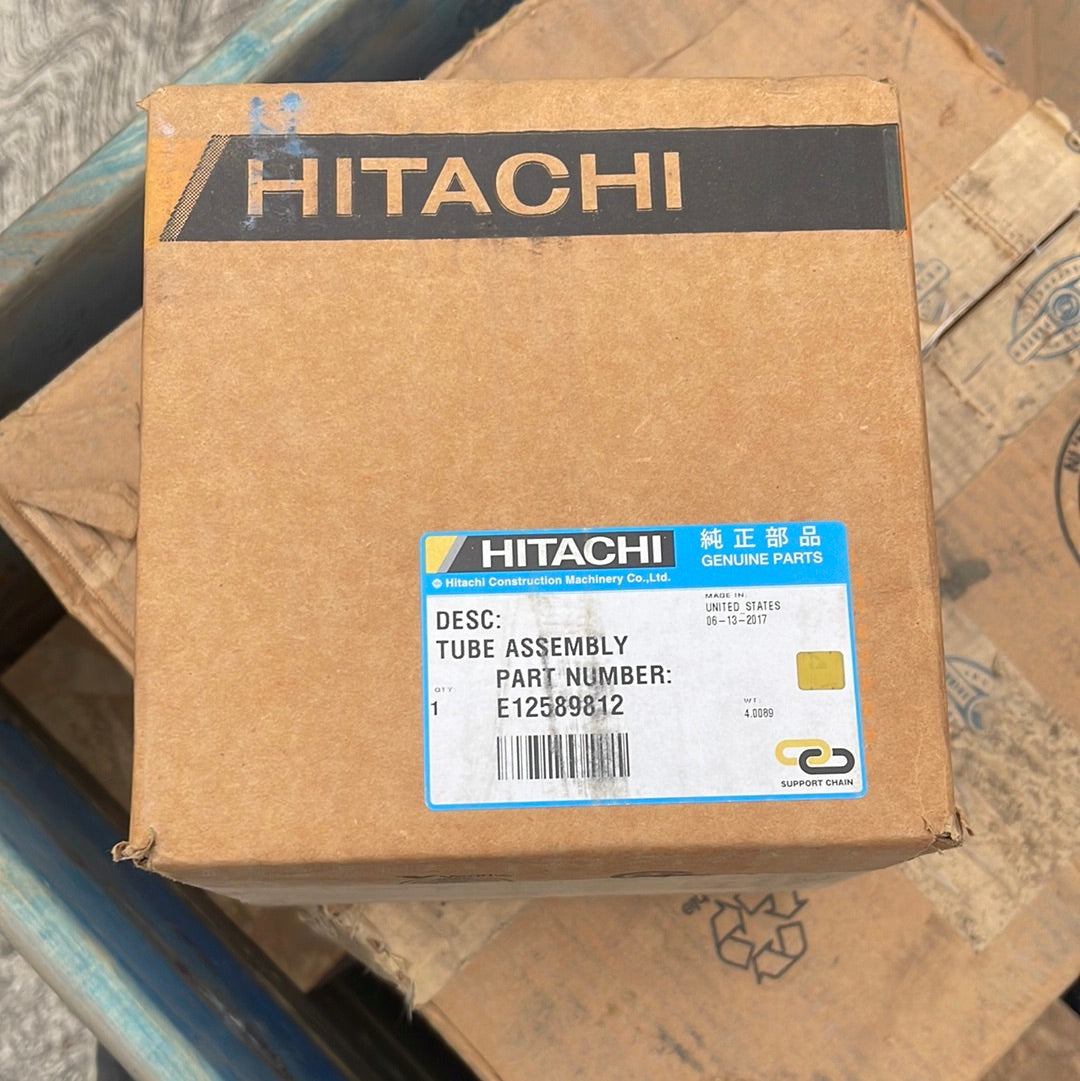 HITACHI
HITACHI
純正部品
GENUINE PARTS
© Hitachi Construction Machinery Co.,Ltd.
DESC:
TUBE ASSEMBLY
MADE IN:
UNITED STATES
06-13-2017
PART NUMBER:
QTY
1
E12589812
WT:
4.0089
SUPPORT CHAIN